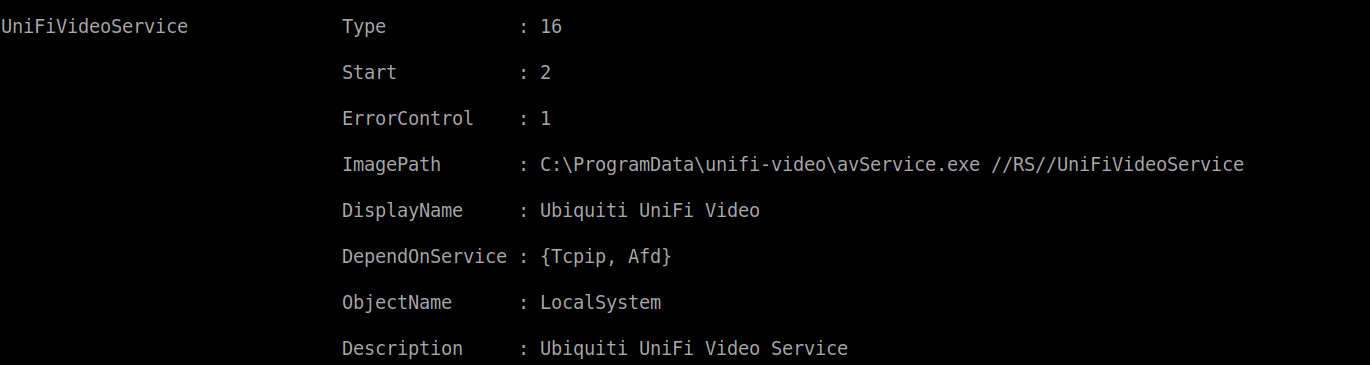 UniFiVideoService Type : 16
Start : 2
ErrorControl : 1
ImagePath : C:\ProgramData\unifi-video\avService.exe //RS//UniFiVideoService
DisplayName : Ubiquiti UniFi Video
DependOnService : {Tcpip, Afd}
ObjectName : LocalSystem
Description : Ubiquiti UniFi Video Service